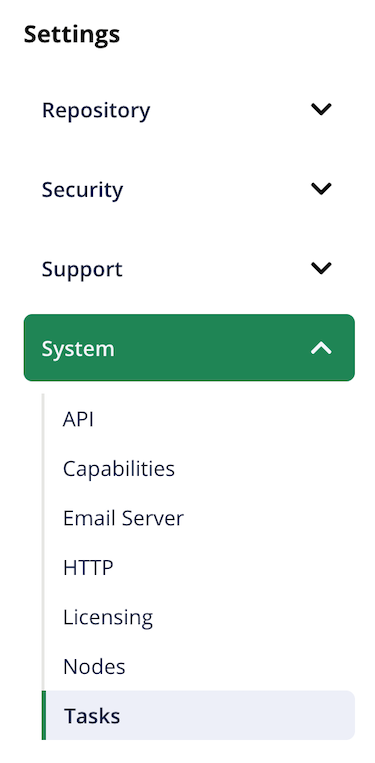 Settings
Repository
Security
Support
System
API
Capabilities
Email Server
HTTP
Licensing
Nodes
Tasks